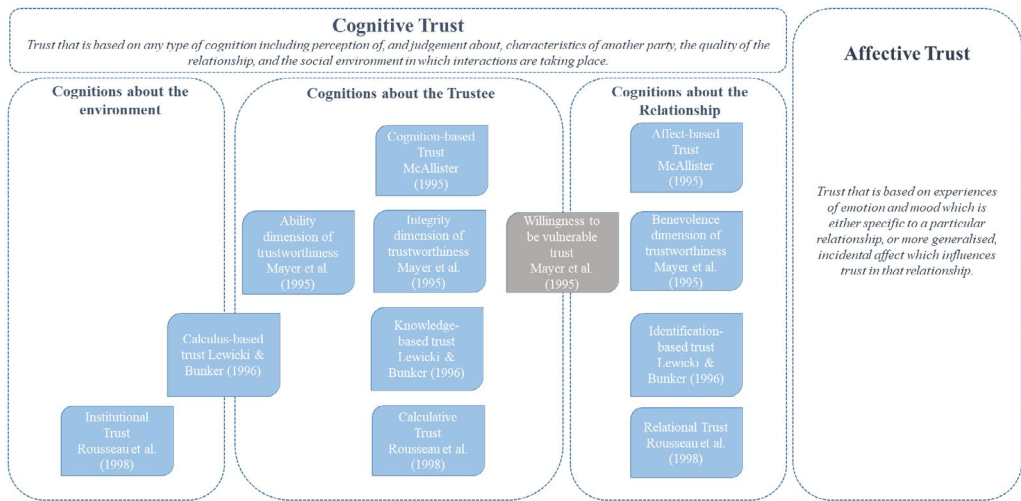 Cognitive Trust
Trust that is based on any type of cognition including perception of, and judgement about, characteristics of another party, the quality of the
relationship, and the social environment in which interactions are taking place.
Affective Trust
Trust that is based on experiences
of emotion and mood which is
either specific to a particular
relationship, or more generalised,
incidental affect which influences
trust in that relationship.
Cognitions about the
environment
Calculus-based
trust Lewicki &
Bunker (1996)
Institutional
Trust
Rousseau et al.
(1998)
Cognitions about the Trustee
Cognition-based
Trust
McAllister
(1995)
Ability
dimension of
trustworthiness
Mayer et al.
(1995)
Integrity
dimension of
trustworthiness
Mayer et al.
(1995)
Willingness to
be vulnerable
trust
Mayer et al.
(1995)
Knowledge-
based trust
Lewicki &
Bunker (1996)
Calculative
Trust
Rousseau et al.
(1998)
Cognitions about the
Relationship
Affect-based
Trust
McAllister
(1995)
Benevolence
dimension of
trustworthiness
Mayer et al.
(1995)
Identification-
based trust
Lewicki &
Bunker (1996)
Relational Trust
Rousseau et al.
(1998)